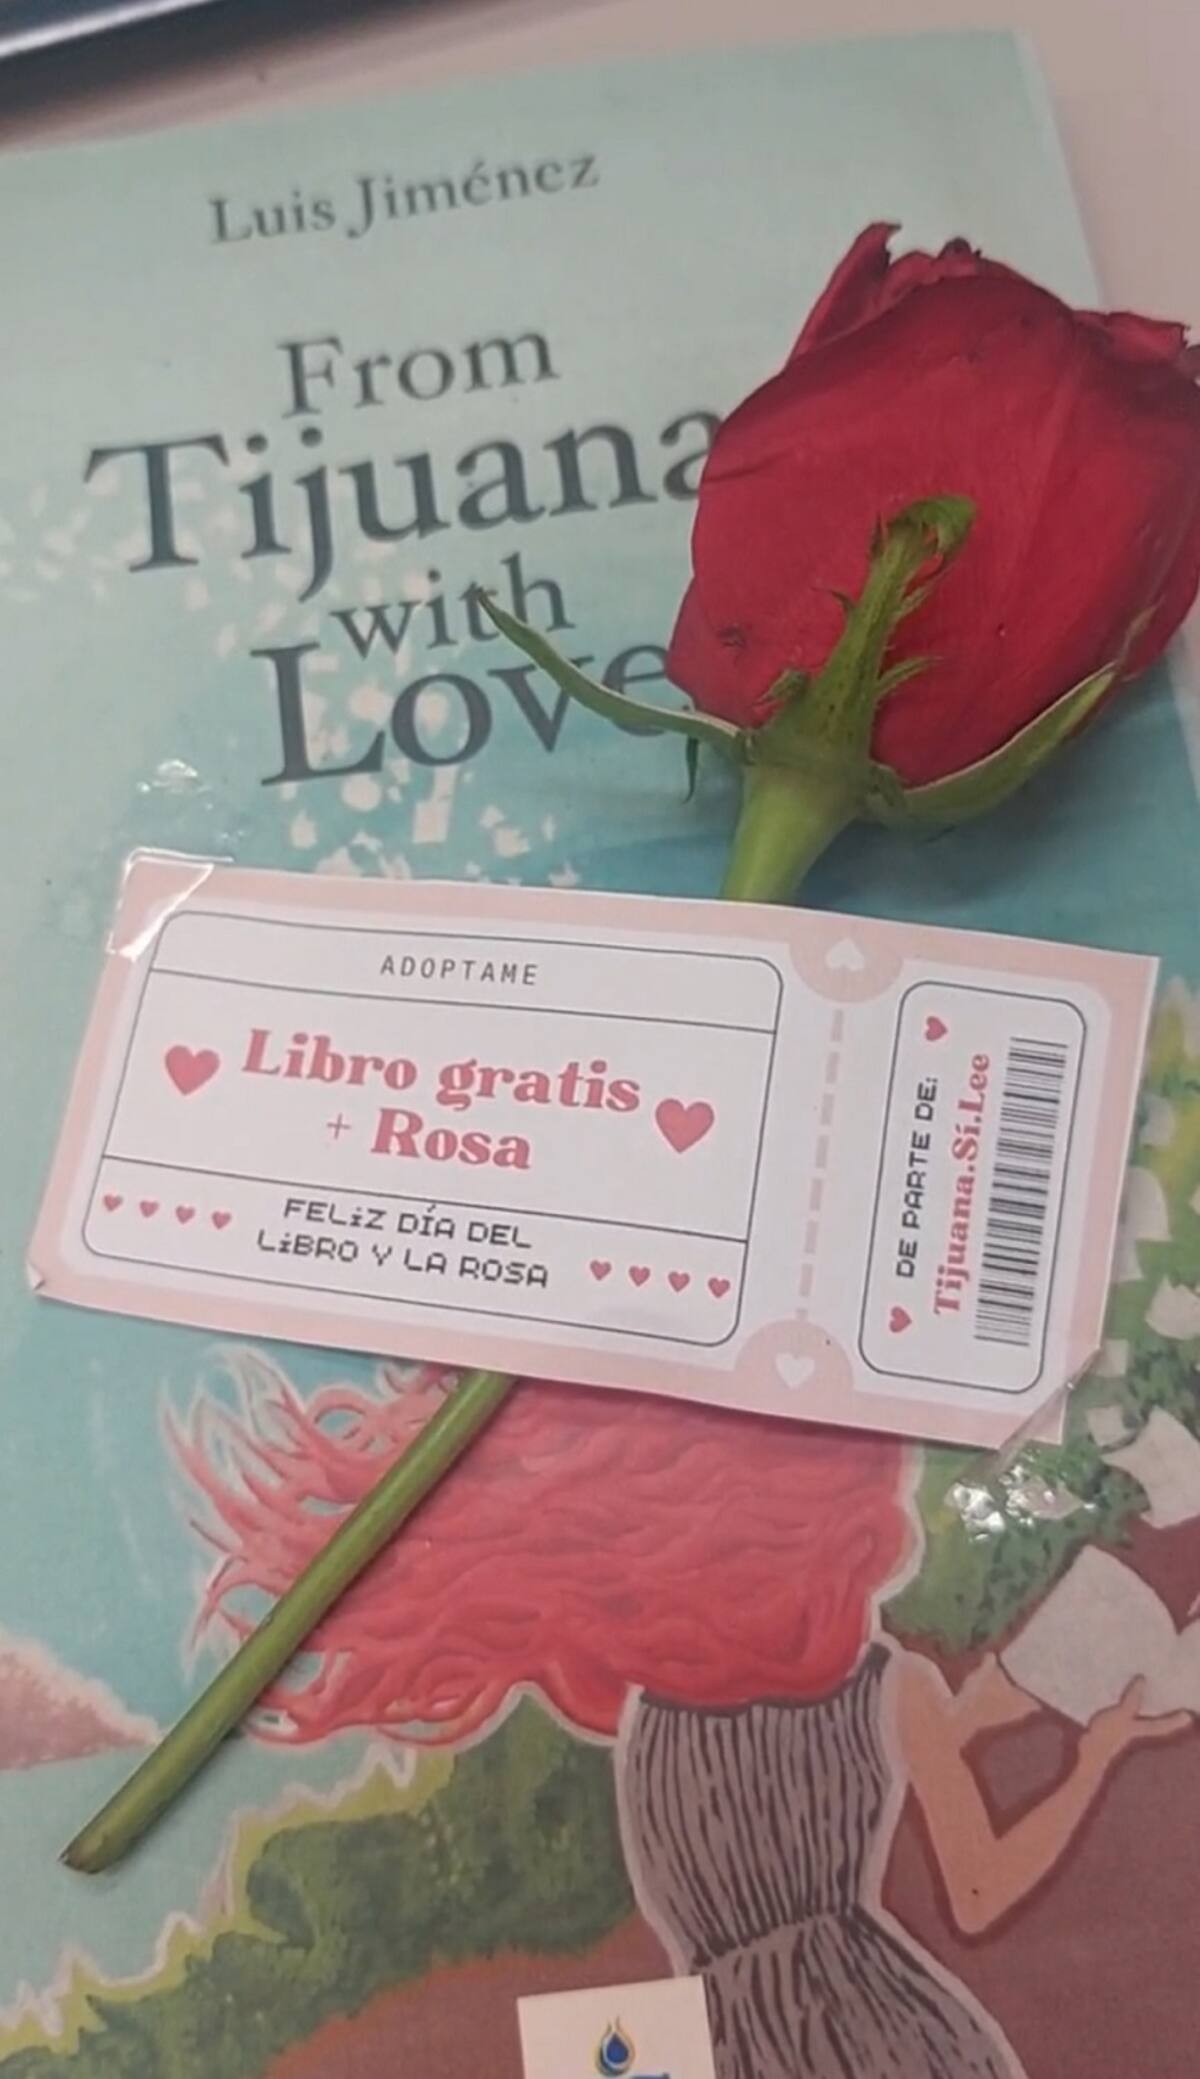 Luis Jiménez
From
Tijuana
with
Love
ADOPTAME
Libro gratis
+ Rosa
FELiZ DÍA DEL
LiBRO Y LA ROSA
DE PARTE DE:
Tijuana.Sí.Lee